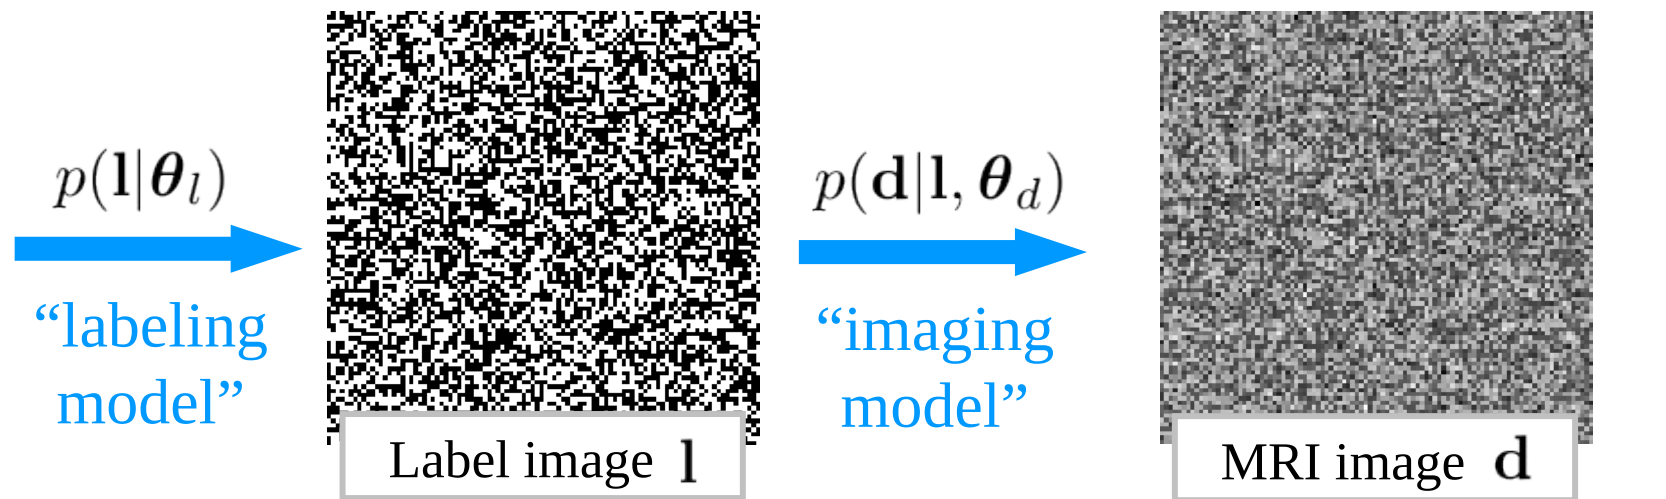 p(𝐥|𝜽_l)
“labeling
model”
Label image 𝐥
p(𝐝|𝐥, 𝜽_d)
“imaging
model”
MRI image 𝐝